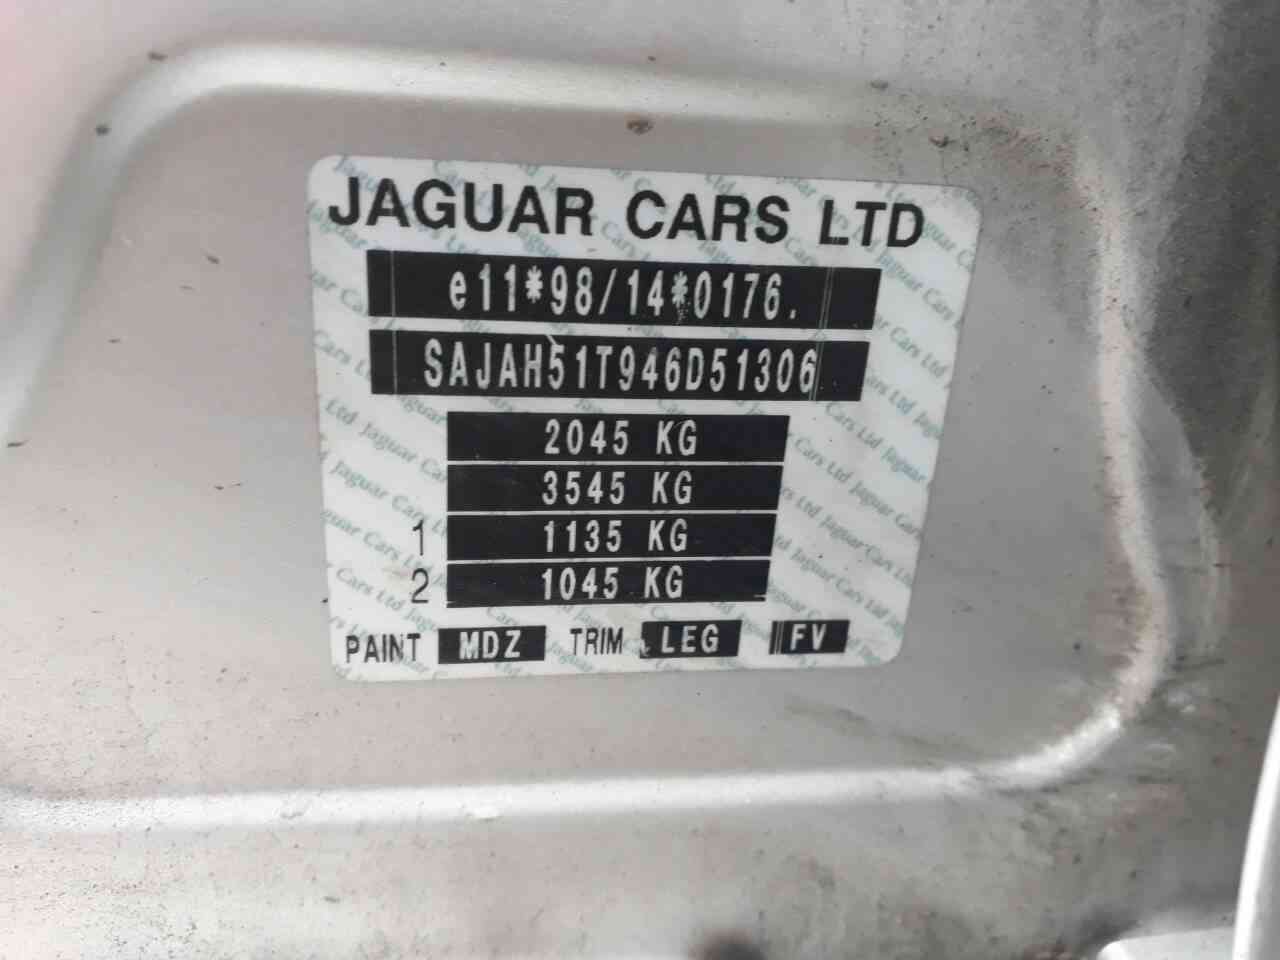 JAGUAR CARS LTD
e11*98/14*0176.
SAJAH51T946D51306
2045 KG
3545 KG
1 1135 KG
2 1045 KG
PAINT MDZ TRIM LEG FV